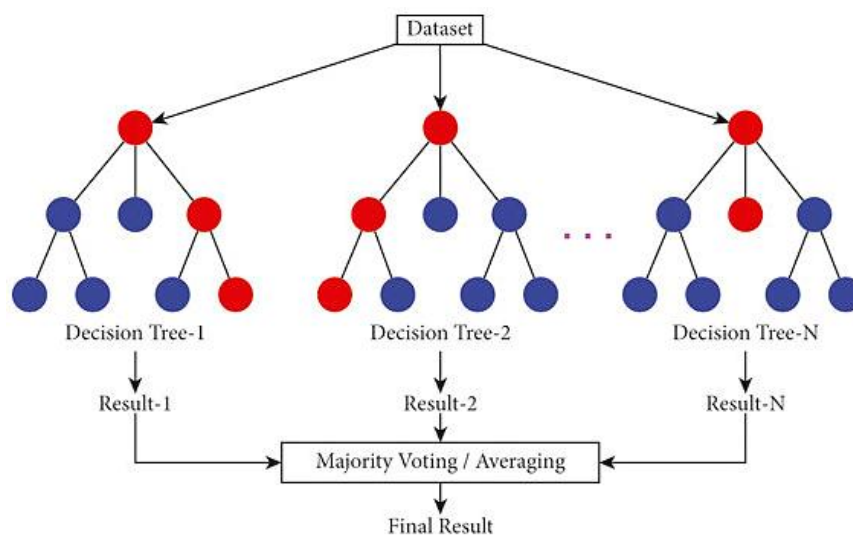 Dataset
. . .
Decision Tree-1
Decision Tree-2
Decision Tree-N
Result-1
Result-2
Result-N
Majority Voting / Averaging
Final Result